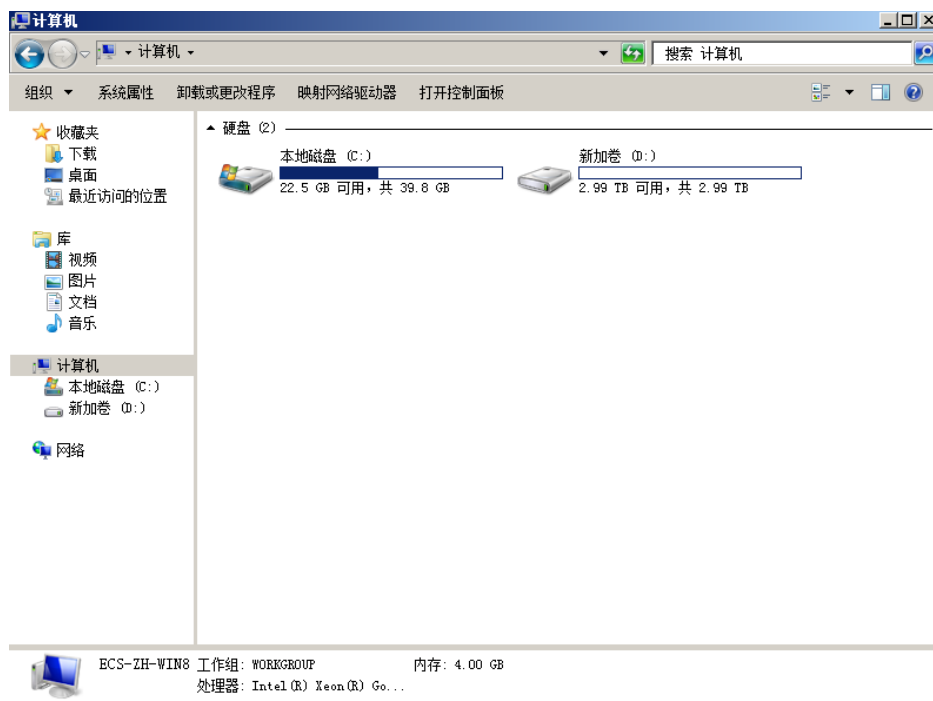 计算机
计算机
搜索 计算机
组织 系统属性 卸载或更改程序 映射网络驱动器 打开控制面板
收藏夹
下载
桌面
最近访问的位置
库
视频
图片
文档
音乐
计算机
本地磁盘 (C:)
新加卷 (D:)
网络
硬盘 (2)
本地磁盘 (C:)
22.5 GB 可用，共 39.8 GB
新加卷 (D:)
2.99 TB 可用，共 2.99 TB
ECS-ZH-WIN8 工作组: WORKGROUP 内存: 4.00 GB
处理器: Intel(R) Xeon(R) Go...